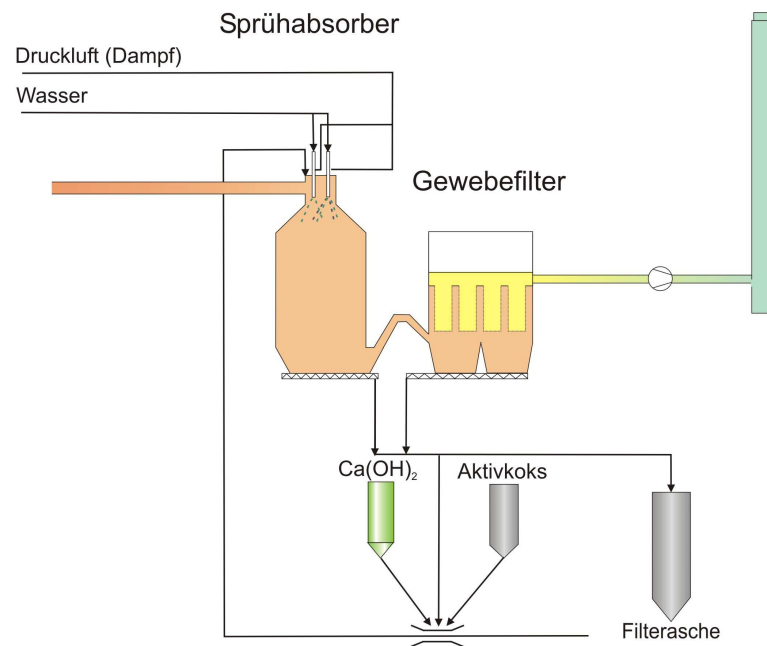 Sprühabsorber
Druckluft (Dampf)
Wasser
Gewebefilter
Ca(OH)₂
Aktivkoks
Filterasche